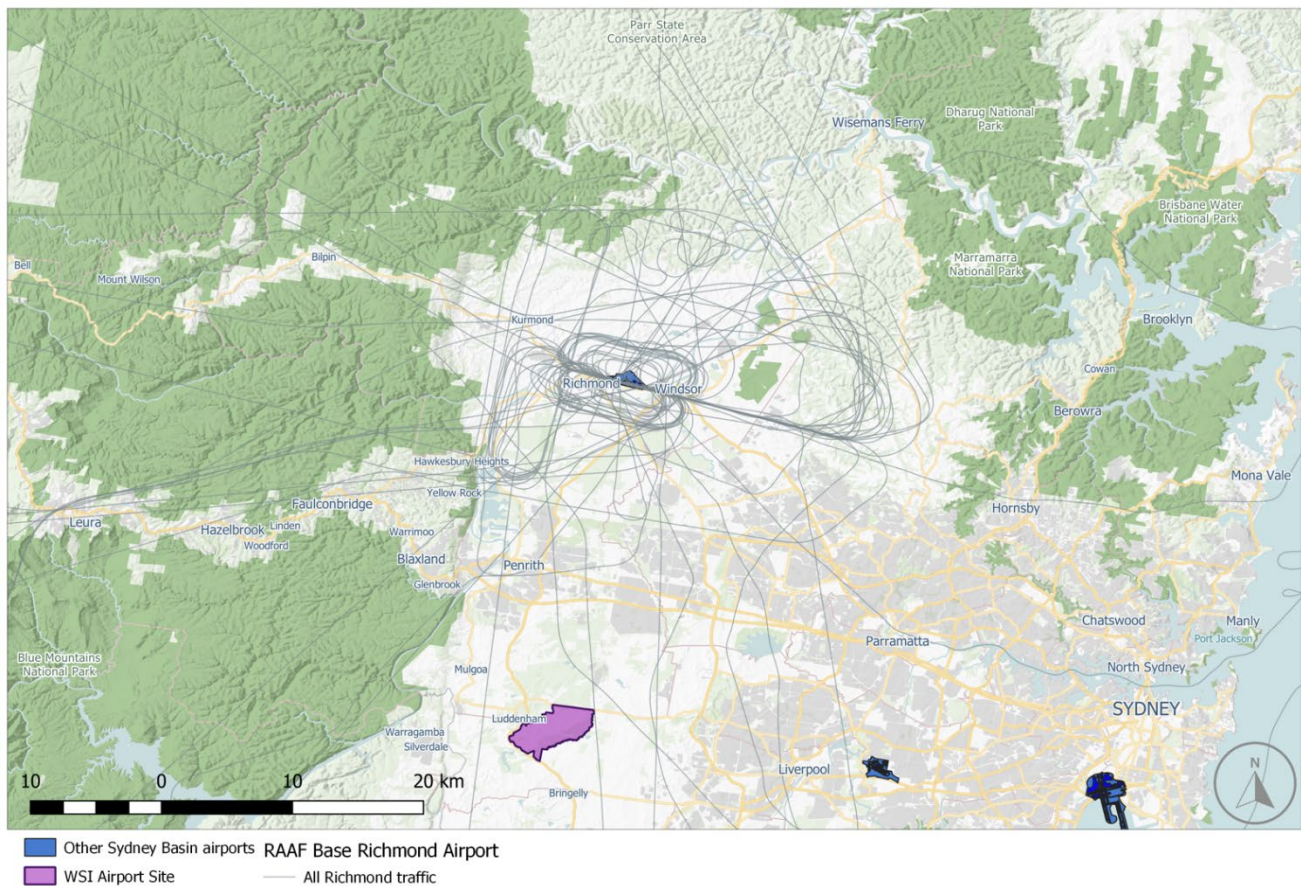 Parr State
Conservation Area
Dharug National
Park
Wisemans Ferry
Brisbane Water
National Park
Marramarra
National Park
Bell
Mount Wilson
Bilpin
Kurmond
Brooklyn
Cowan
Richmond
Windsor
Berowra
Hawkesbury Heights
Yellow Rock
Mona Vale
Leura
Faulconbridge
Hazelbrook
Linden
Woodford
Warrimoo
Hornsby
Blaxland
Glenbrook
Penrith
Chatswood
Manly
Port Jackson
Parramatta
North Sydney
Blue Mountains
National Park
Mulgoa
SYDNEY
Luddenham
Warragamba
Silverdale
Liverpool
N
Bringelly
10 0 10 20 km
Other Sydney Basin airports RAAF Base Richmond Airport
WSI Airport Site All Richmond traffic